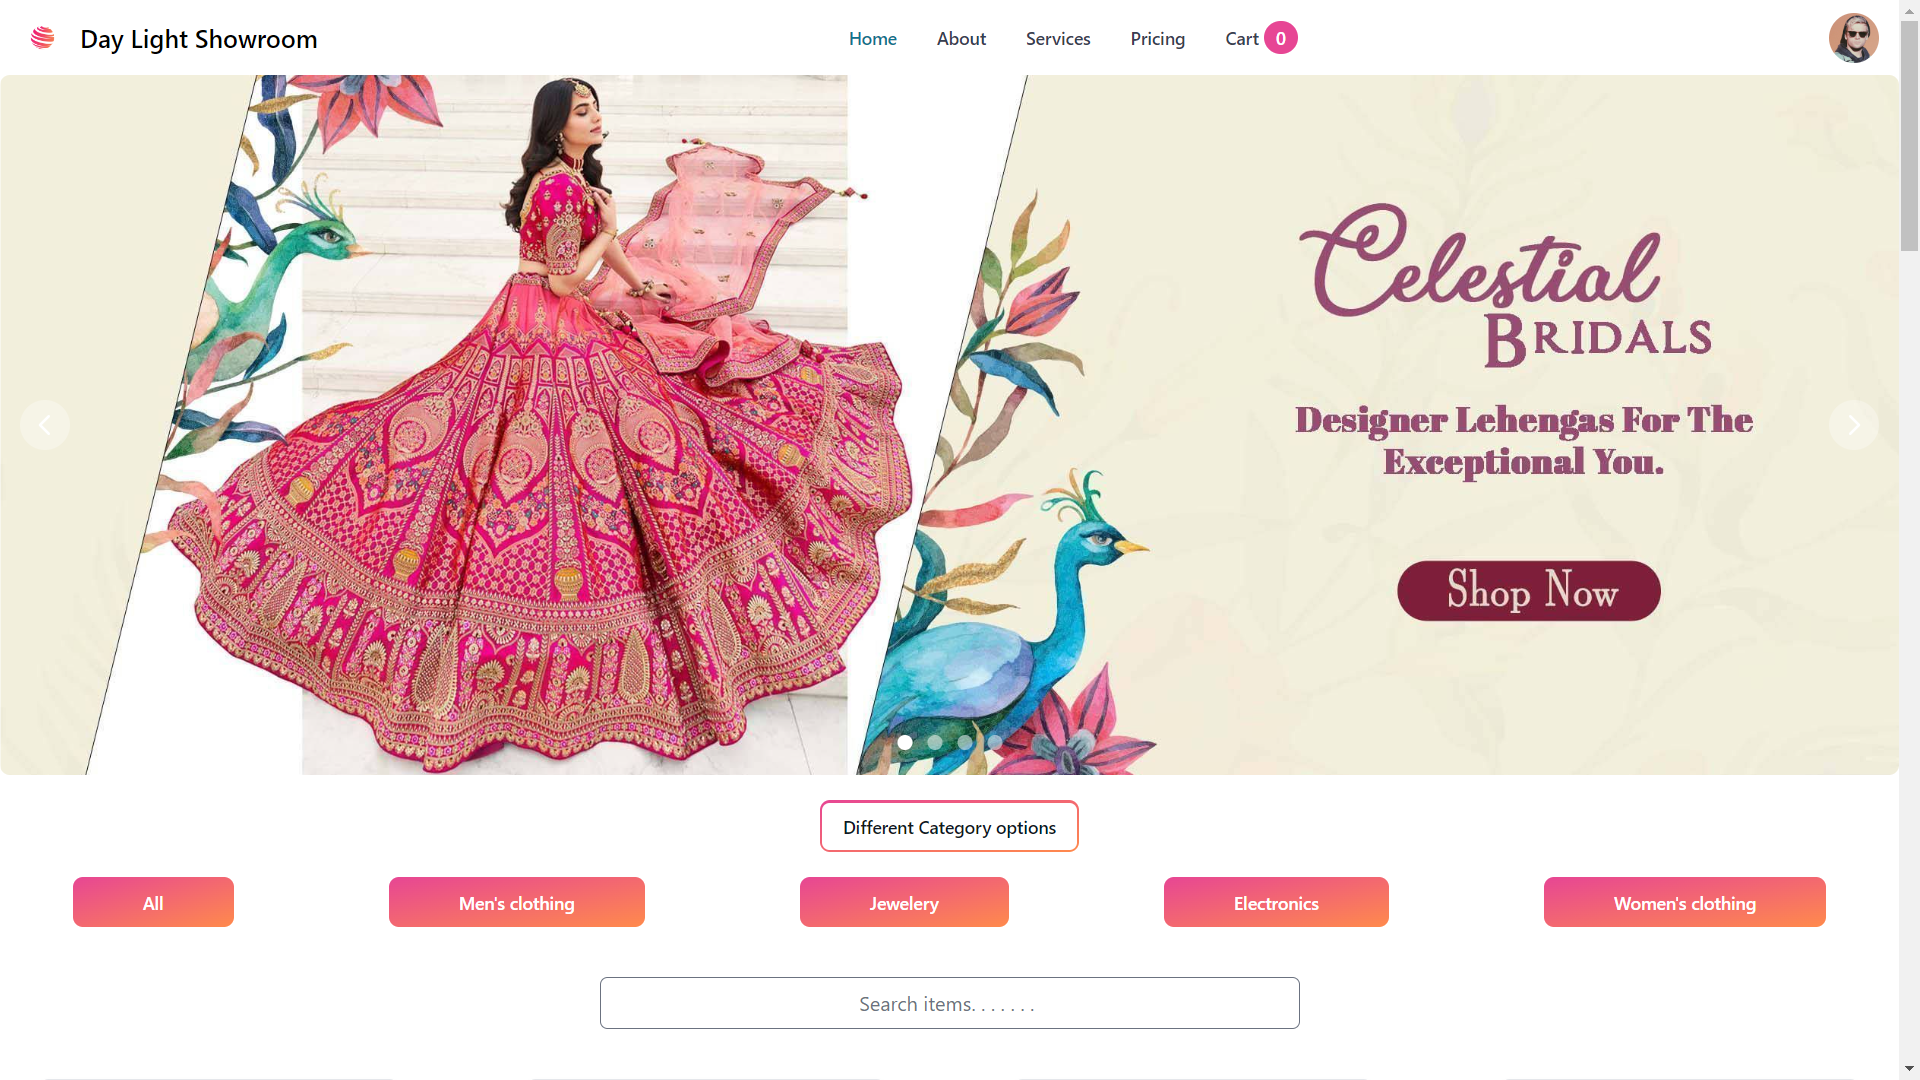 Day Light Showroom
Home
About
Services
Pricing
Cart 0
Celestial
BRIDALS
Designer Lehengas For The
Exceptional You.
Shop Now
Different Category options
All
Men's clothing
Jewelery
Electronics
Women's clothing
Search items. . . . . . .